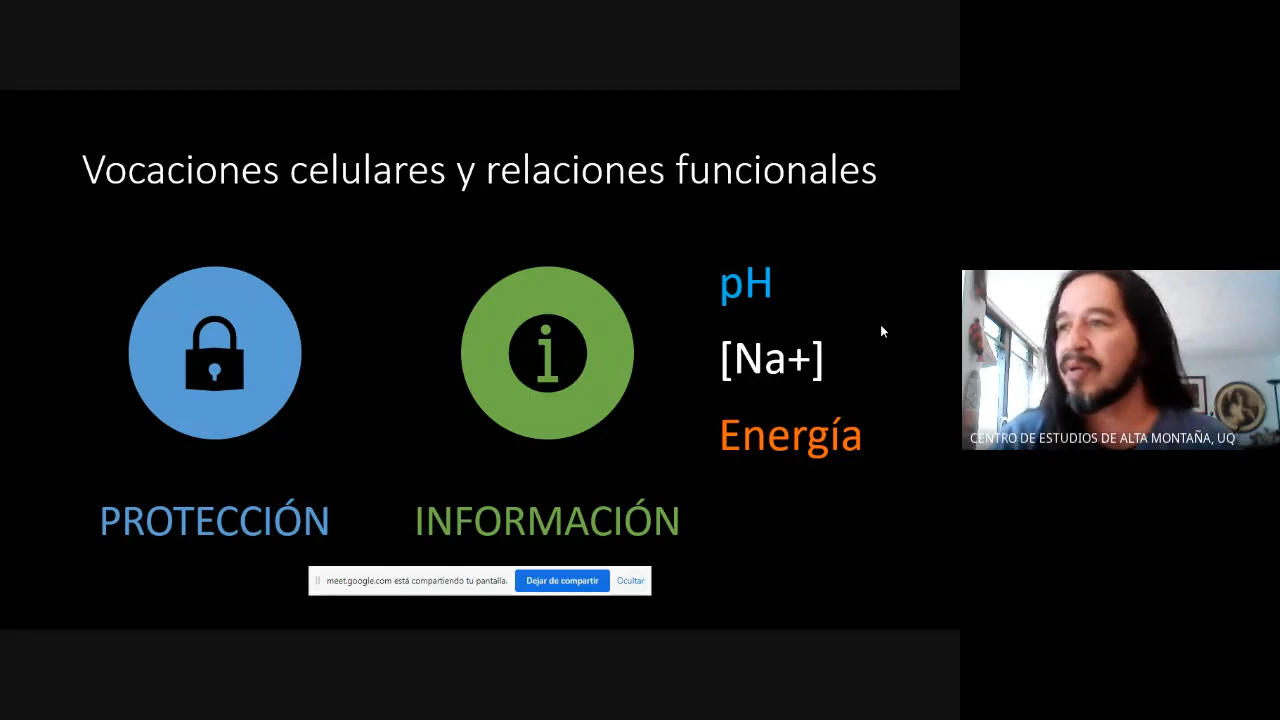 Vocaciones celulares y relaciones funcionales
pH
[Na+]
Energía
PROTECCIÓN
INFORMACIÓN
meet.google.com está compartiendo tu pantalla.
Dejar de compartir
Ocultar
CENTRO DE ESTUDIOS DE ALTA MONTAÑA, UQ